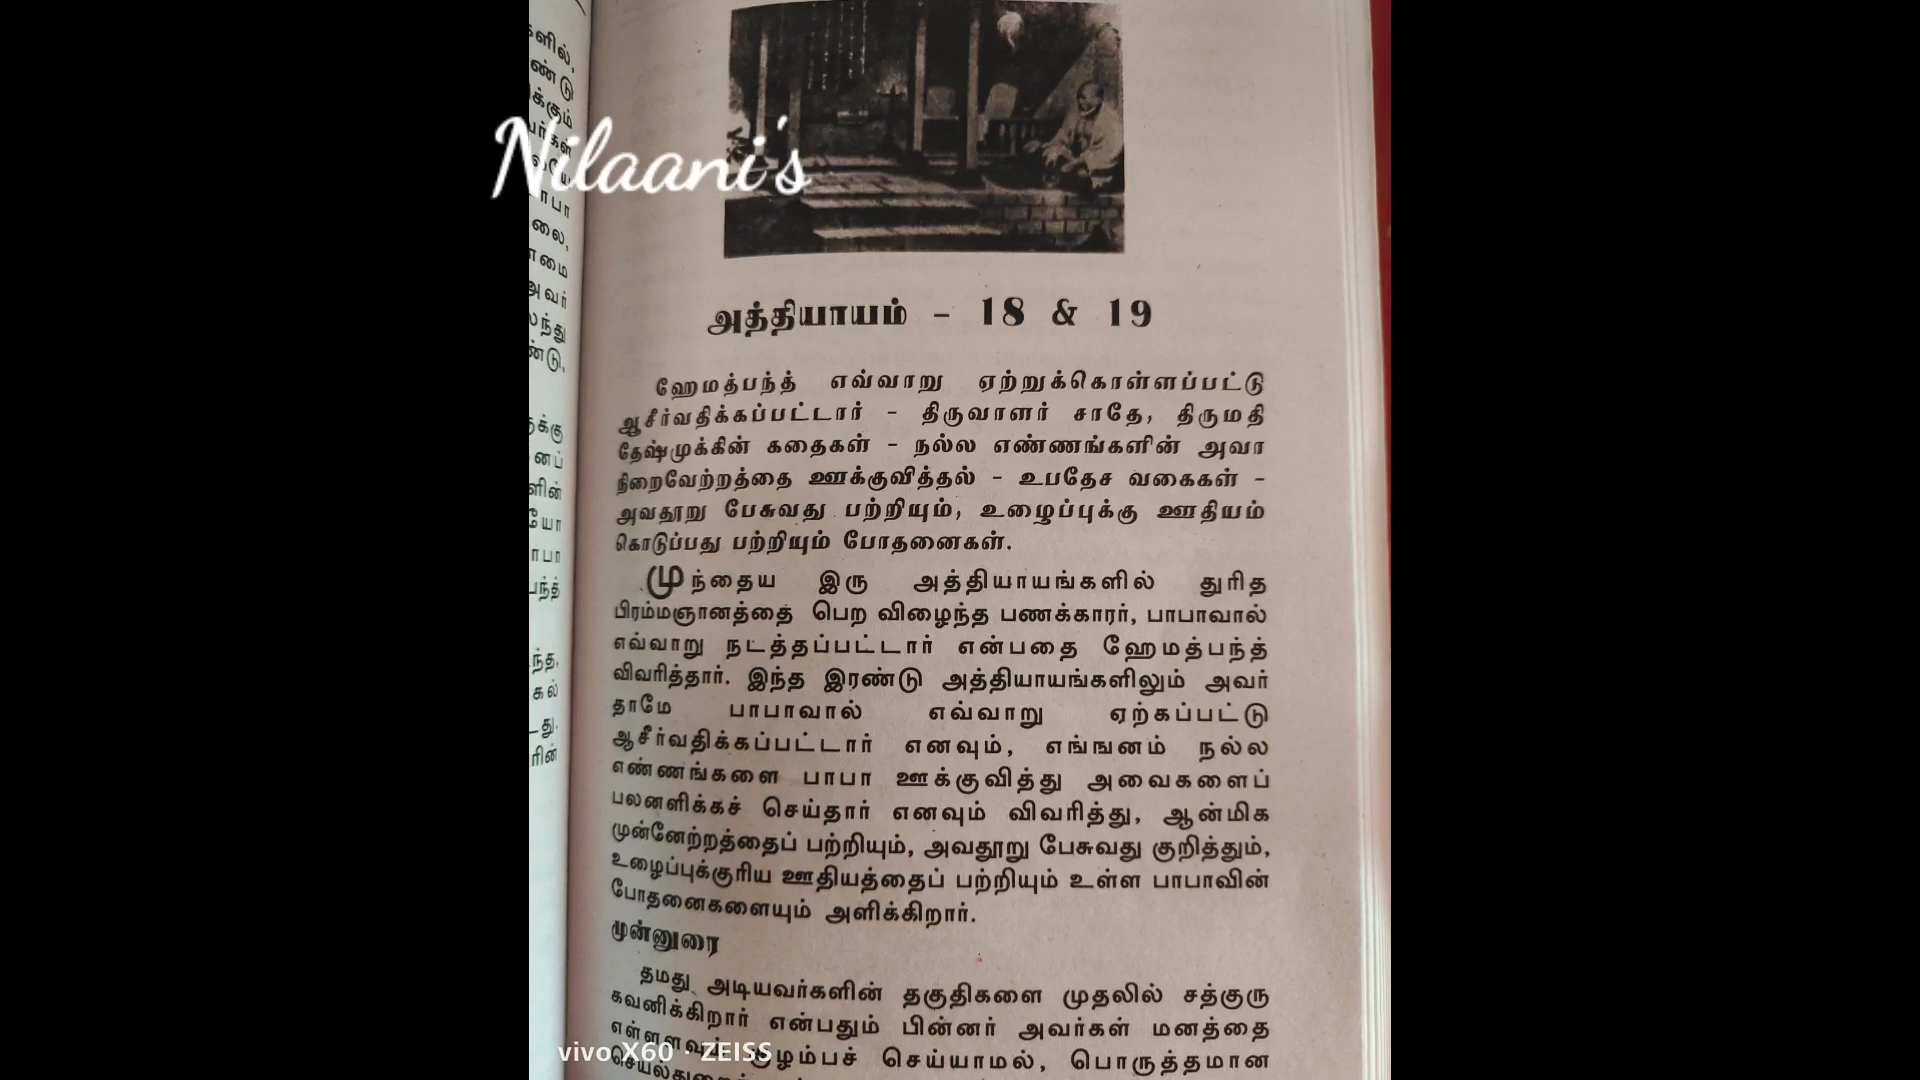 Nilaani's
அத்தியாயம் - 18 & 19
ஹேமத்பந்த் எவ்வாறு ஏற்றுக்கொள்ளப்பட்டு
ஆசீர்வதிக்கப்பட்டார் - திருவாளர் சாதே, திருமதி
தேஷ்முக்கின் கதைகள் - நல்ல எண்ணங்களின் அவா
நிறைவேற்றத்தை ஊக்குவித்தல் - உபதேச வகைகள் -
அவதூறு பேசுவது பற்றியும், உழைப்புக்கு ஊதியம்
கொடுப்பது பற்றியும் போதனைகள்.
முந்தைய இரு அத்தியாயங்களில் துரித
பிரம்மஞானத்தை பெற விழைந்த பணக்காரர், பாபாவால்
எவ்வாறு நடத்தப்பட்டார் என்பதை ஹேமத்பந்த்
விவரித்தார். இந்த இரண்டு அத்தியாயங்களிலும் அவர்
தாமே பாபாவால் எவ்வாறு ஏற்கப்பட்டு
ஆசீர்வதிக்கப்பட்டார் எனவும், எங்ஙனம் நல்ல
எண்ணங்களை பாபா ஊக்குவித்து அவைகளைப்
பலனளிக்கச் செய்தார் எனவும் விவரித்து, ஆன்மிக
முன்னேற்றத்தைப் பற்றியும், அவதூறு பேசுவது குறித்தும்,
உழைப்புக்குரிய ஊதியத்தைப் பற்றியும் உள்ள பாபாவின்
போதனைகளையும் அளிக்கிறார்.
முன்னுரை
தமது அடியவர்களின் தகுதிகளை முதலில் சத்குரு
கவனிக்கிறார் என்பதும் பின்னர் அவர்கள் மனத்தை
செய்யாமல், பொருத்தமான
vivo X60 · ZEISS